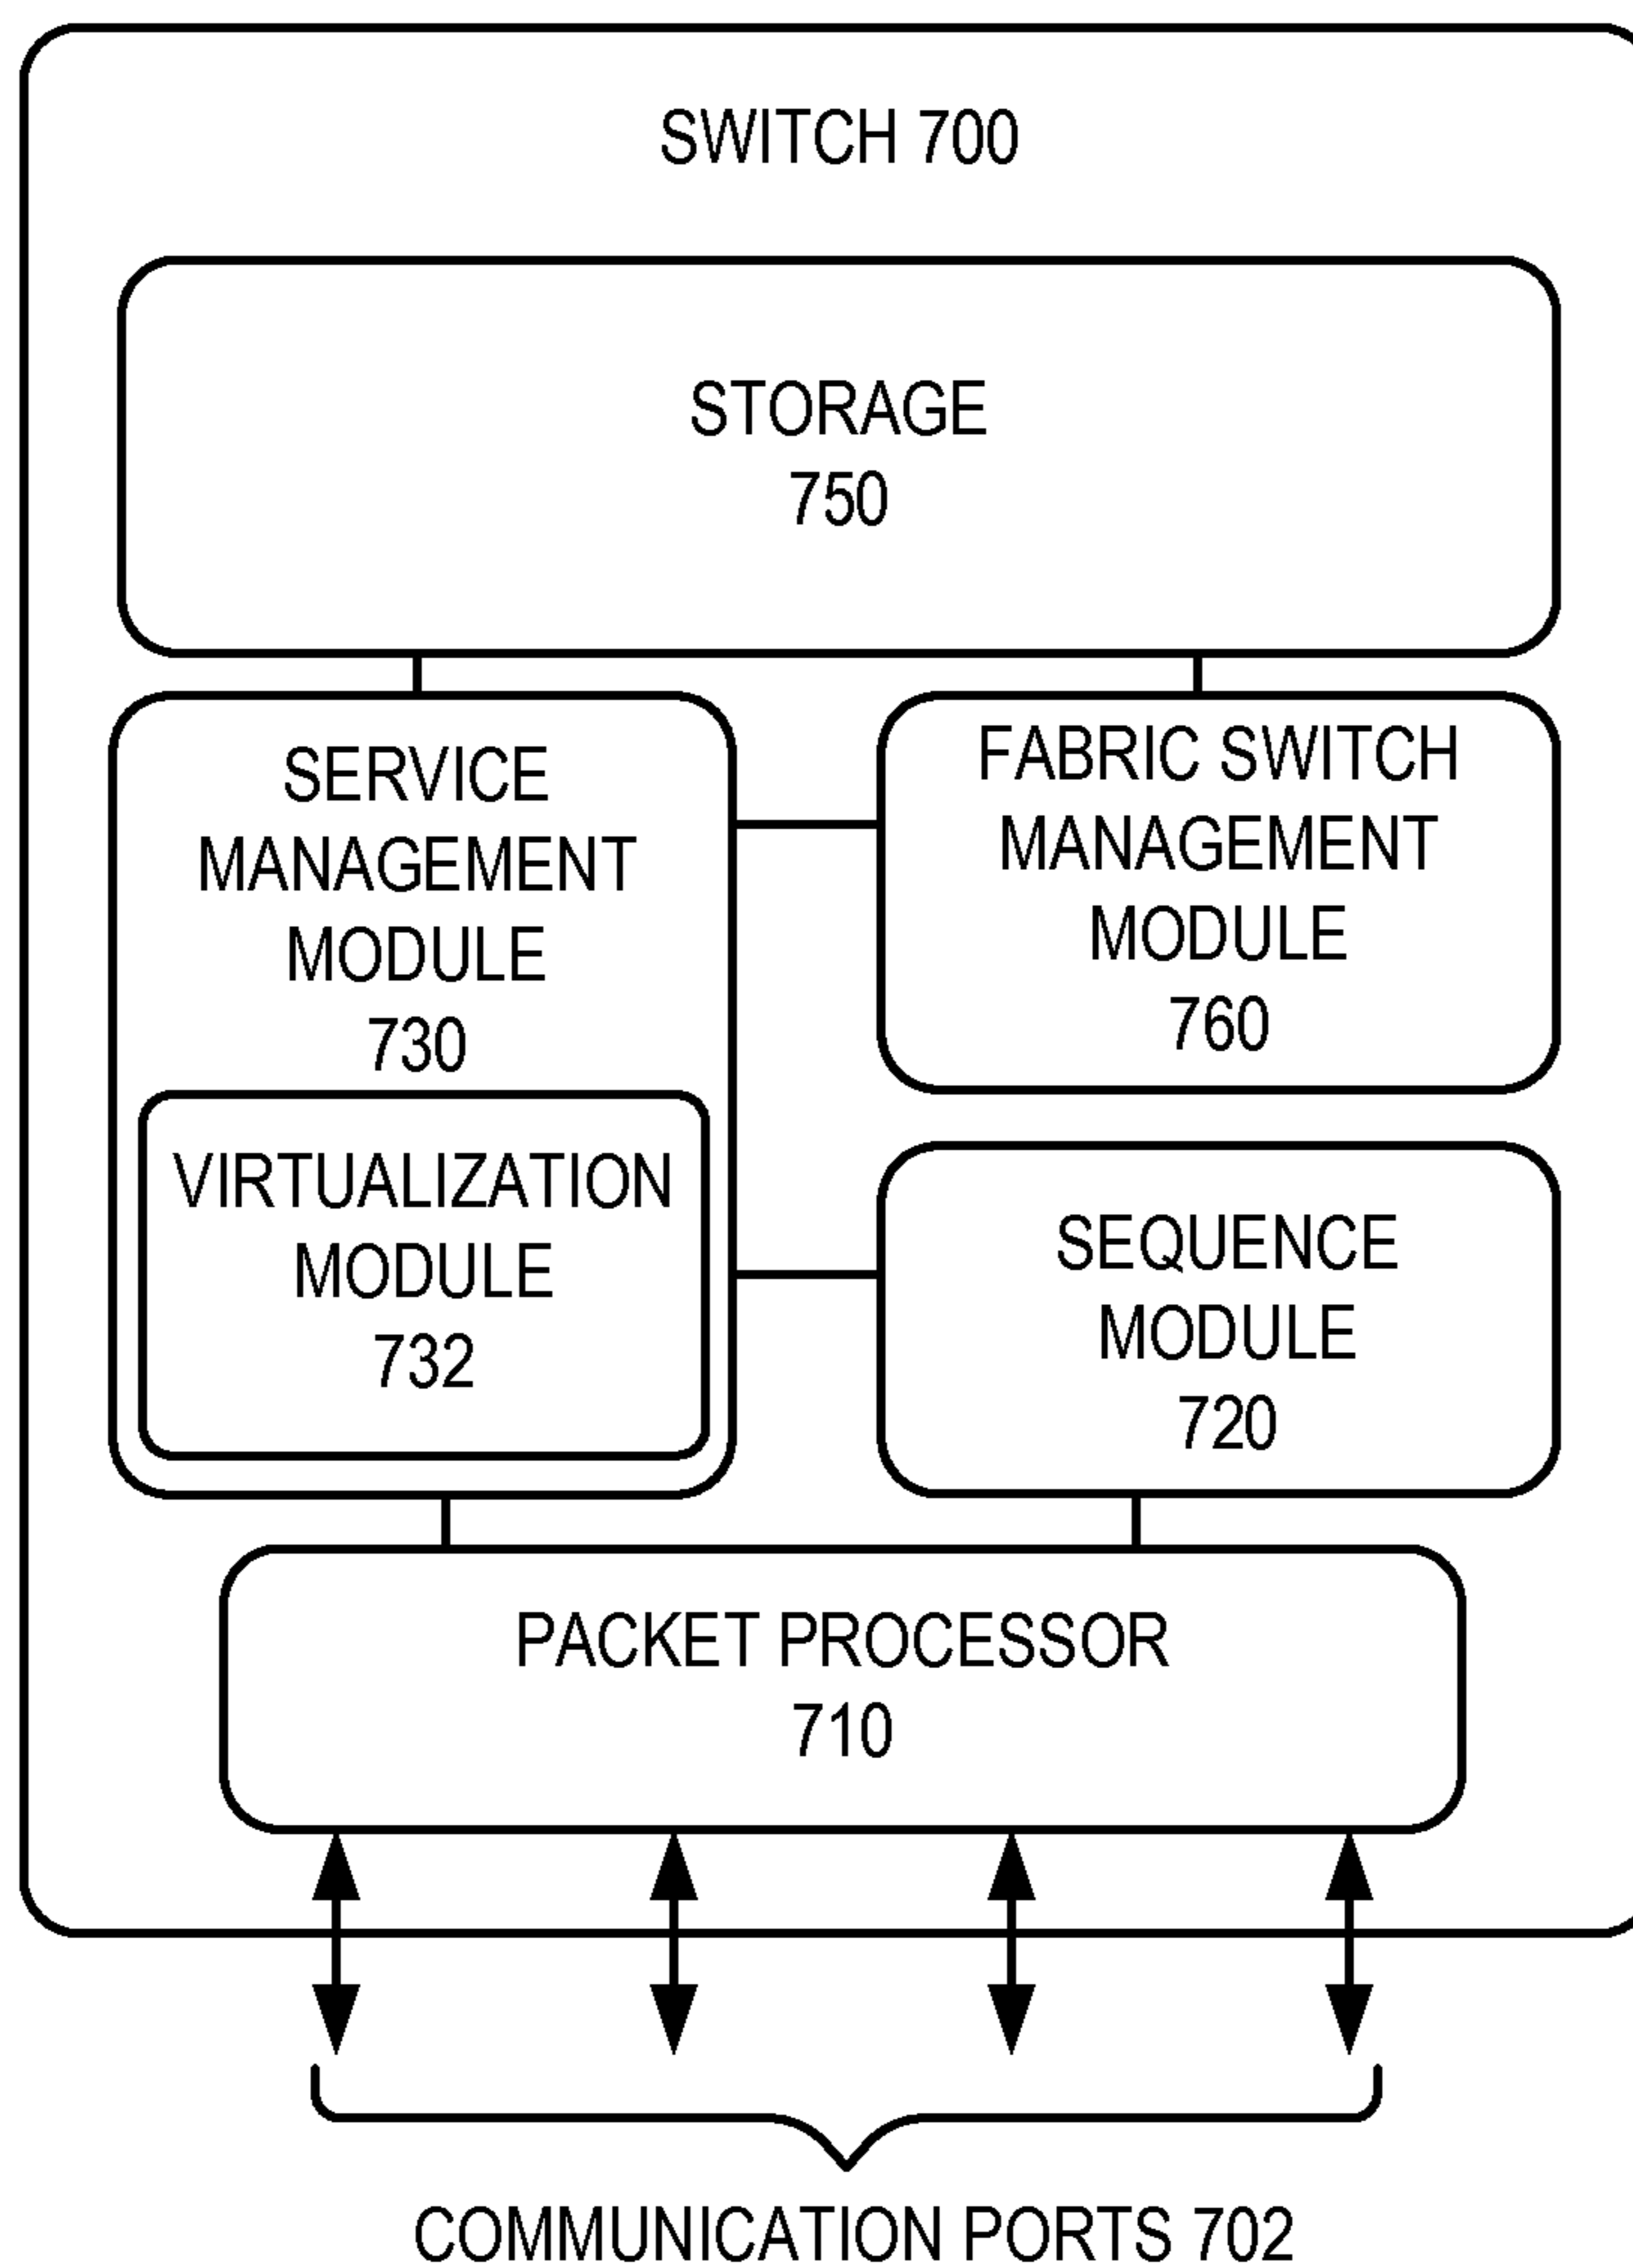 SWITCH 700
STORAGE
750
SERVICE
MANAGEMENT
MODULE
730
FABRIC SWITCH
MANAGEMENT
MODULE
760
VIRTUALIZATION
MODULE
732
SEQUENCE
MODULE
720
PACKET PROCESSOR
710
COMMUNICATION PORTS 702